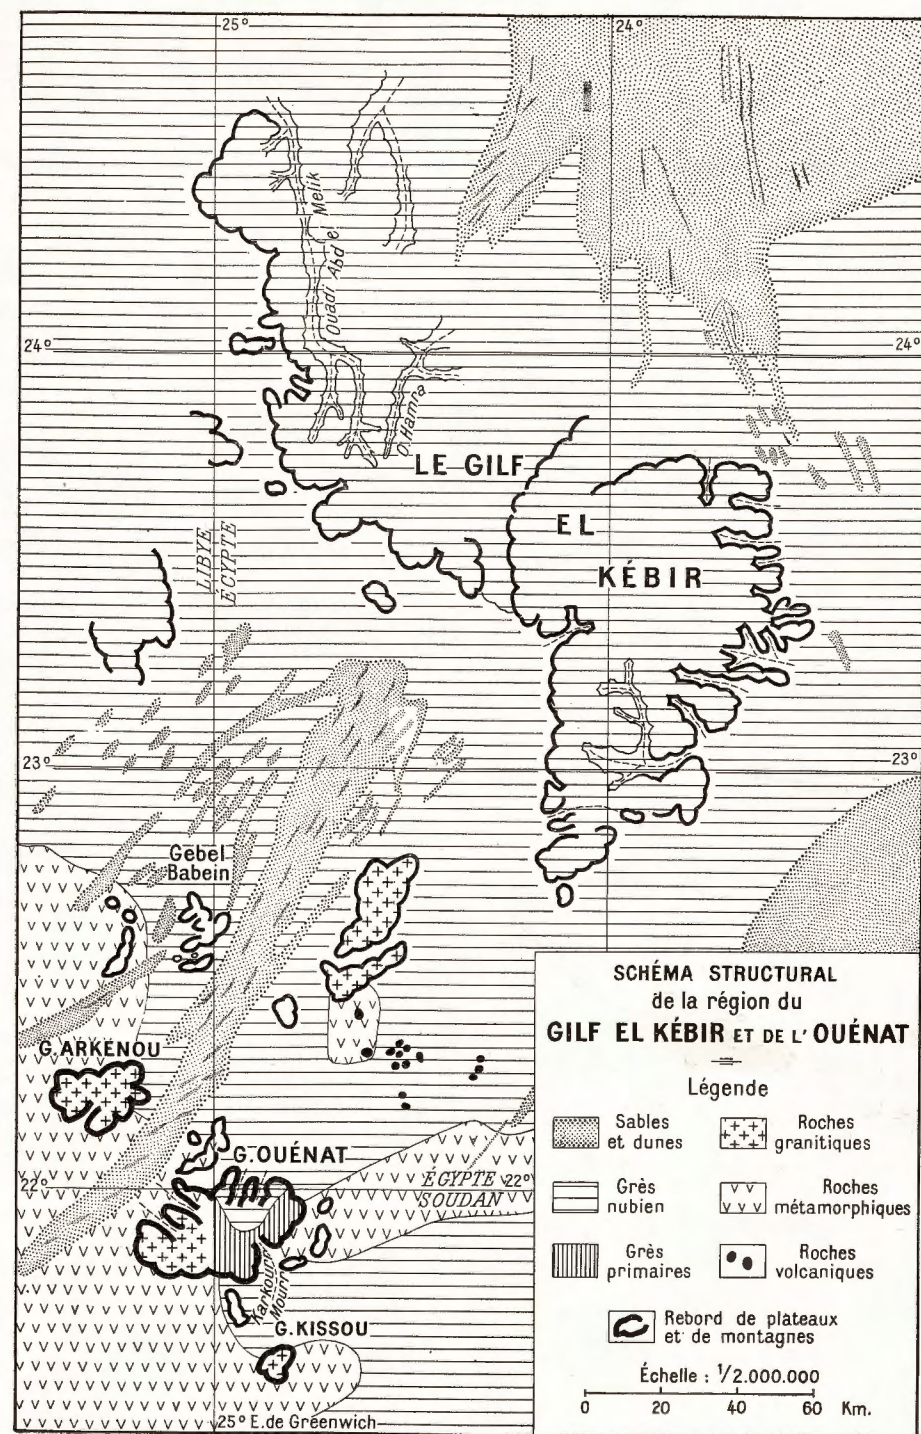 25°
24°
Ouadi Abd el Melik
24°
24°
O. Hamra
LE GILF
EL
KÉBIR
LIBYE
ÉGYPTE
23°
23°
Gebel
Babein
G. ARKENOU
G. OUÉNAT
22°
ÉGYPTE 22°
SOUDAN
Karkour
Mourr
G. KISSOU
25° E. de Greenwich
SCHÉMA STRUCTURAL
de la région du
GILF EL KÉBIR ET DE L'OUÉNAT
Légende
Sables
et dunes
Roches
granitiques
Grès
nubien
Roches
métamorphiques
Grès
primaires
Roches
volcaniques
Rebord de plateaux
et de montagnes
Échelle : 1/2.000.000
0 20 40 60 Km.